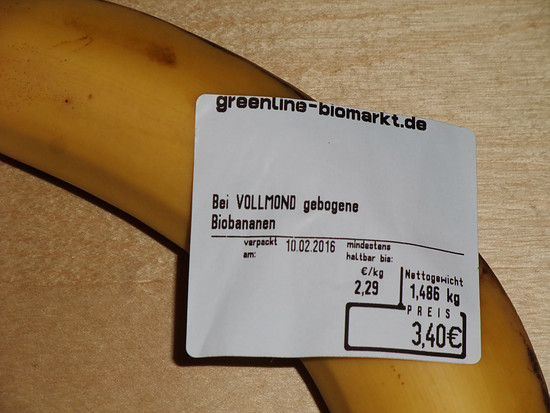 greenline-biomarkt.de
Bei VOLLMOND gebogene
Biobananen
verpackt am: 10.02.2016 mindestens haltbar bis:
€/kg Nettogewicht
2,29 1,486 kg
PREIS
3,40€